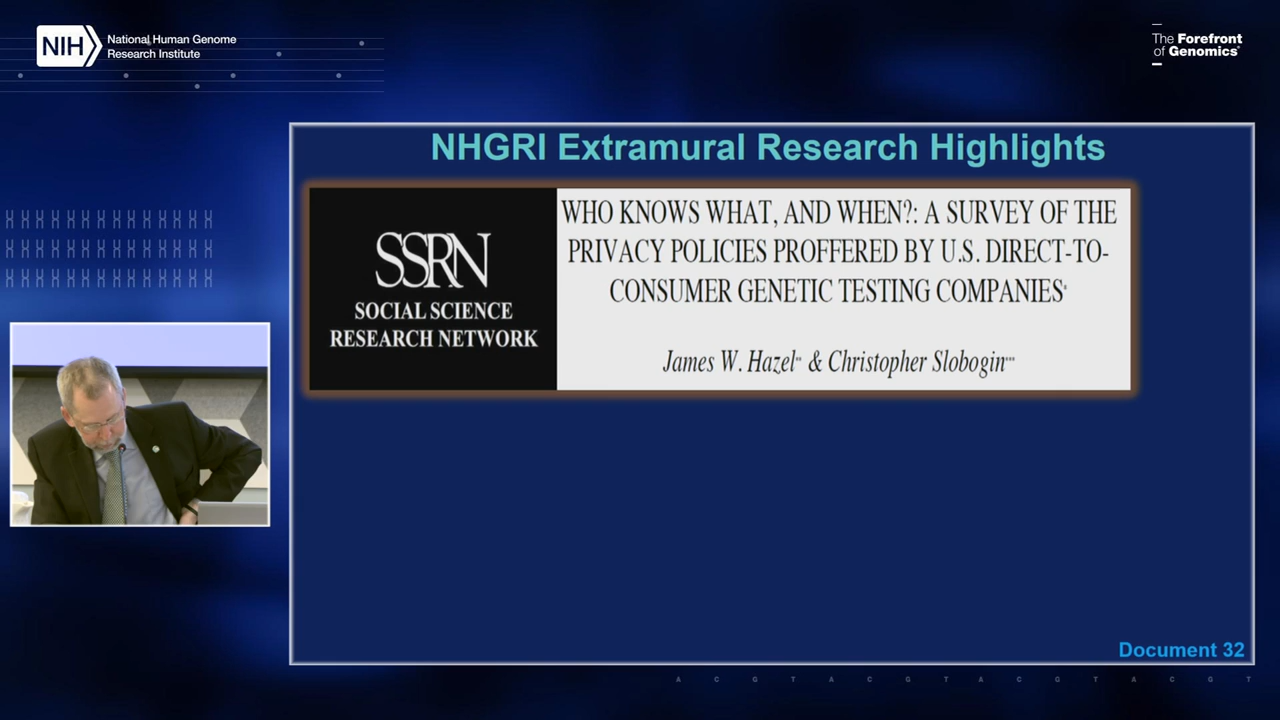 NIH
National Human Genome
Research Institute
The Forefront
of Genomics®
NHGRI Extramural Research Highlights
SSRN
SOCIAL SCIENCE
RESEARCH NETWORK
WHO KNOWS WHAT, AND WHEN?: A SURVEY OF THE
PRIVACY POLICIES PROFFERED BY U.S. DIRECT-TO-
CONSUMER GENETIC TESTING COMPANIES*
James W. Hazel** & Christopher Slobogin***
Document 32
A C G T A C G T A C G T A C G T